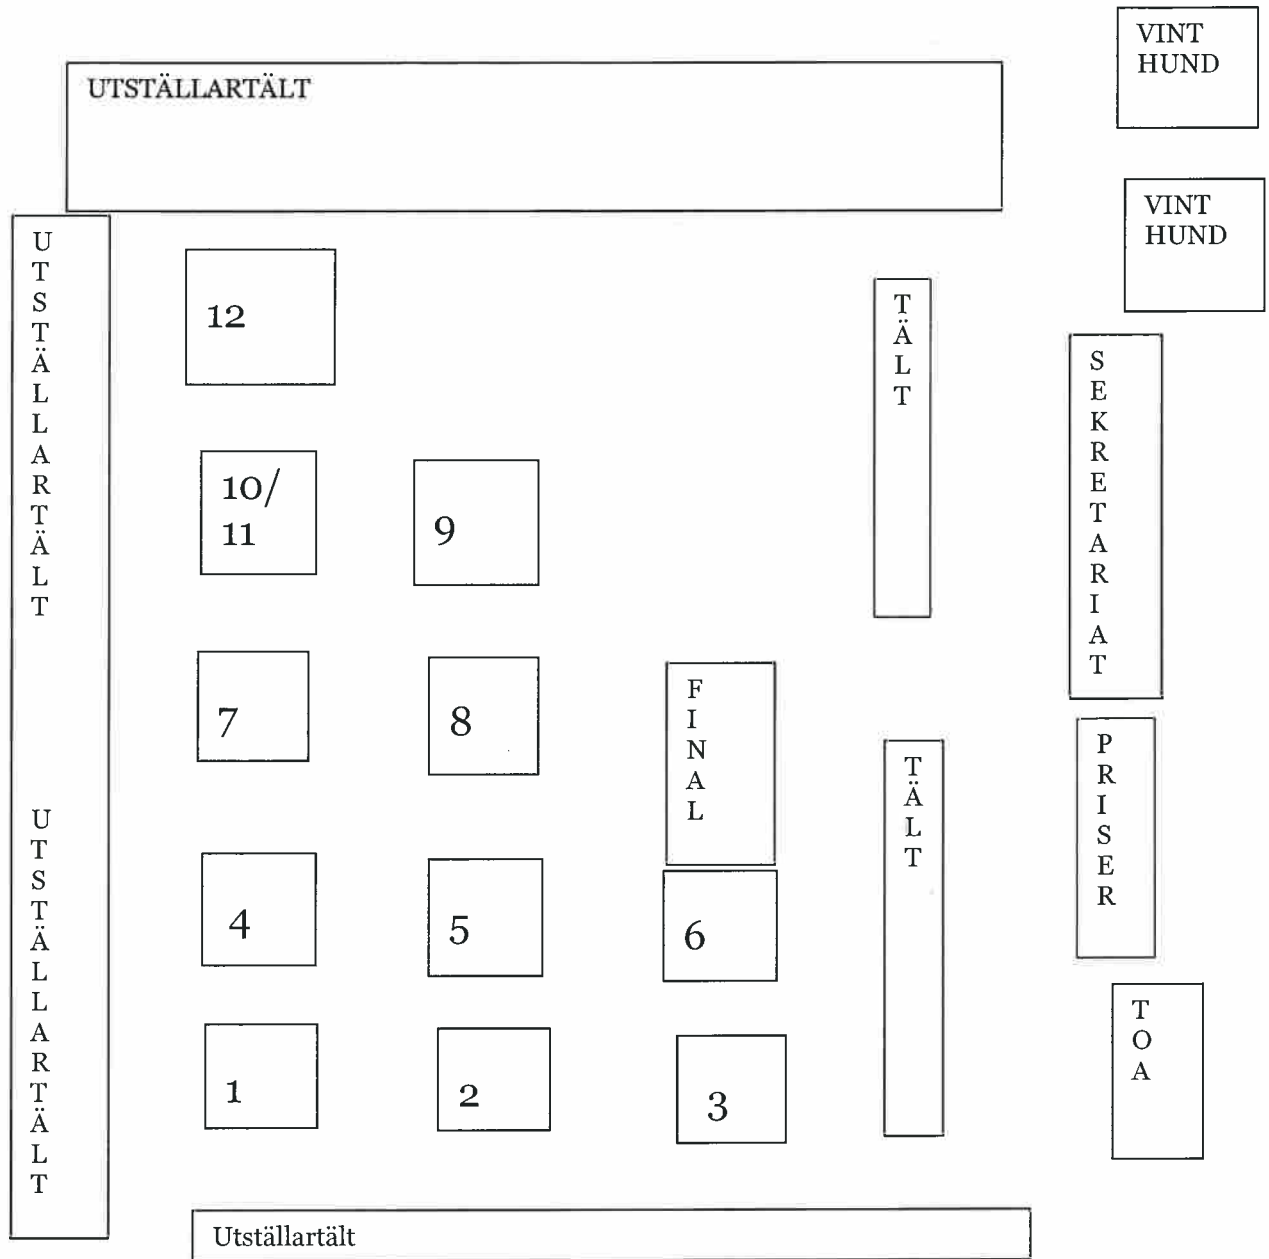 VINT
HUND
UTSTÄLLARTÄLT
VINT
HUND
UTSTÄLLARTÄLT
12
TÄLT
SEKRETARIAT
10/
11
9
7
8
FINAL
PRISER
TÄLT
UTSTÄLLARTÄLT
4
5
6
TOA
1
2
3
Utställartält